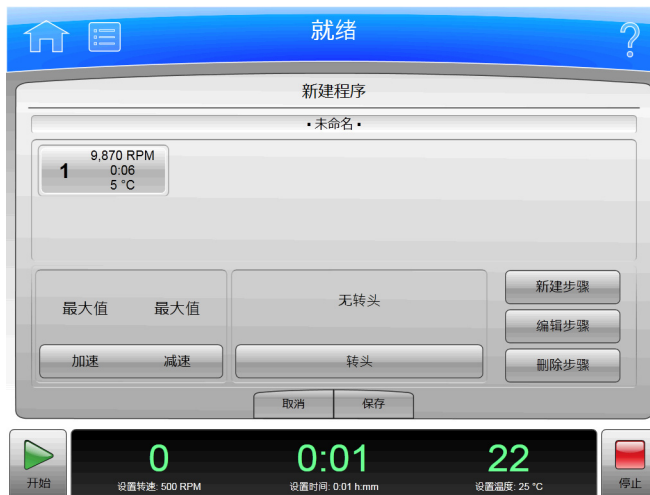 就绪
?
新建程序
▪ 未命名 ▪
9,870 RPM
1
0:06
5 °C
最大值 最大值
无转头
新建步骤
编辑步骤
加速 减速
转头
删除步骤
取消 保存
0 0:01 22
开始
设置转速: 500 RPM 设置时间: 0:01 h:mm 设置温度: 25 °C
停止